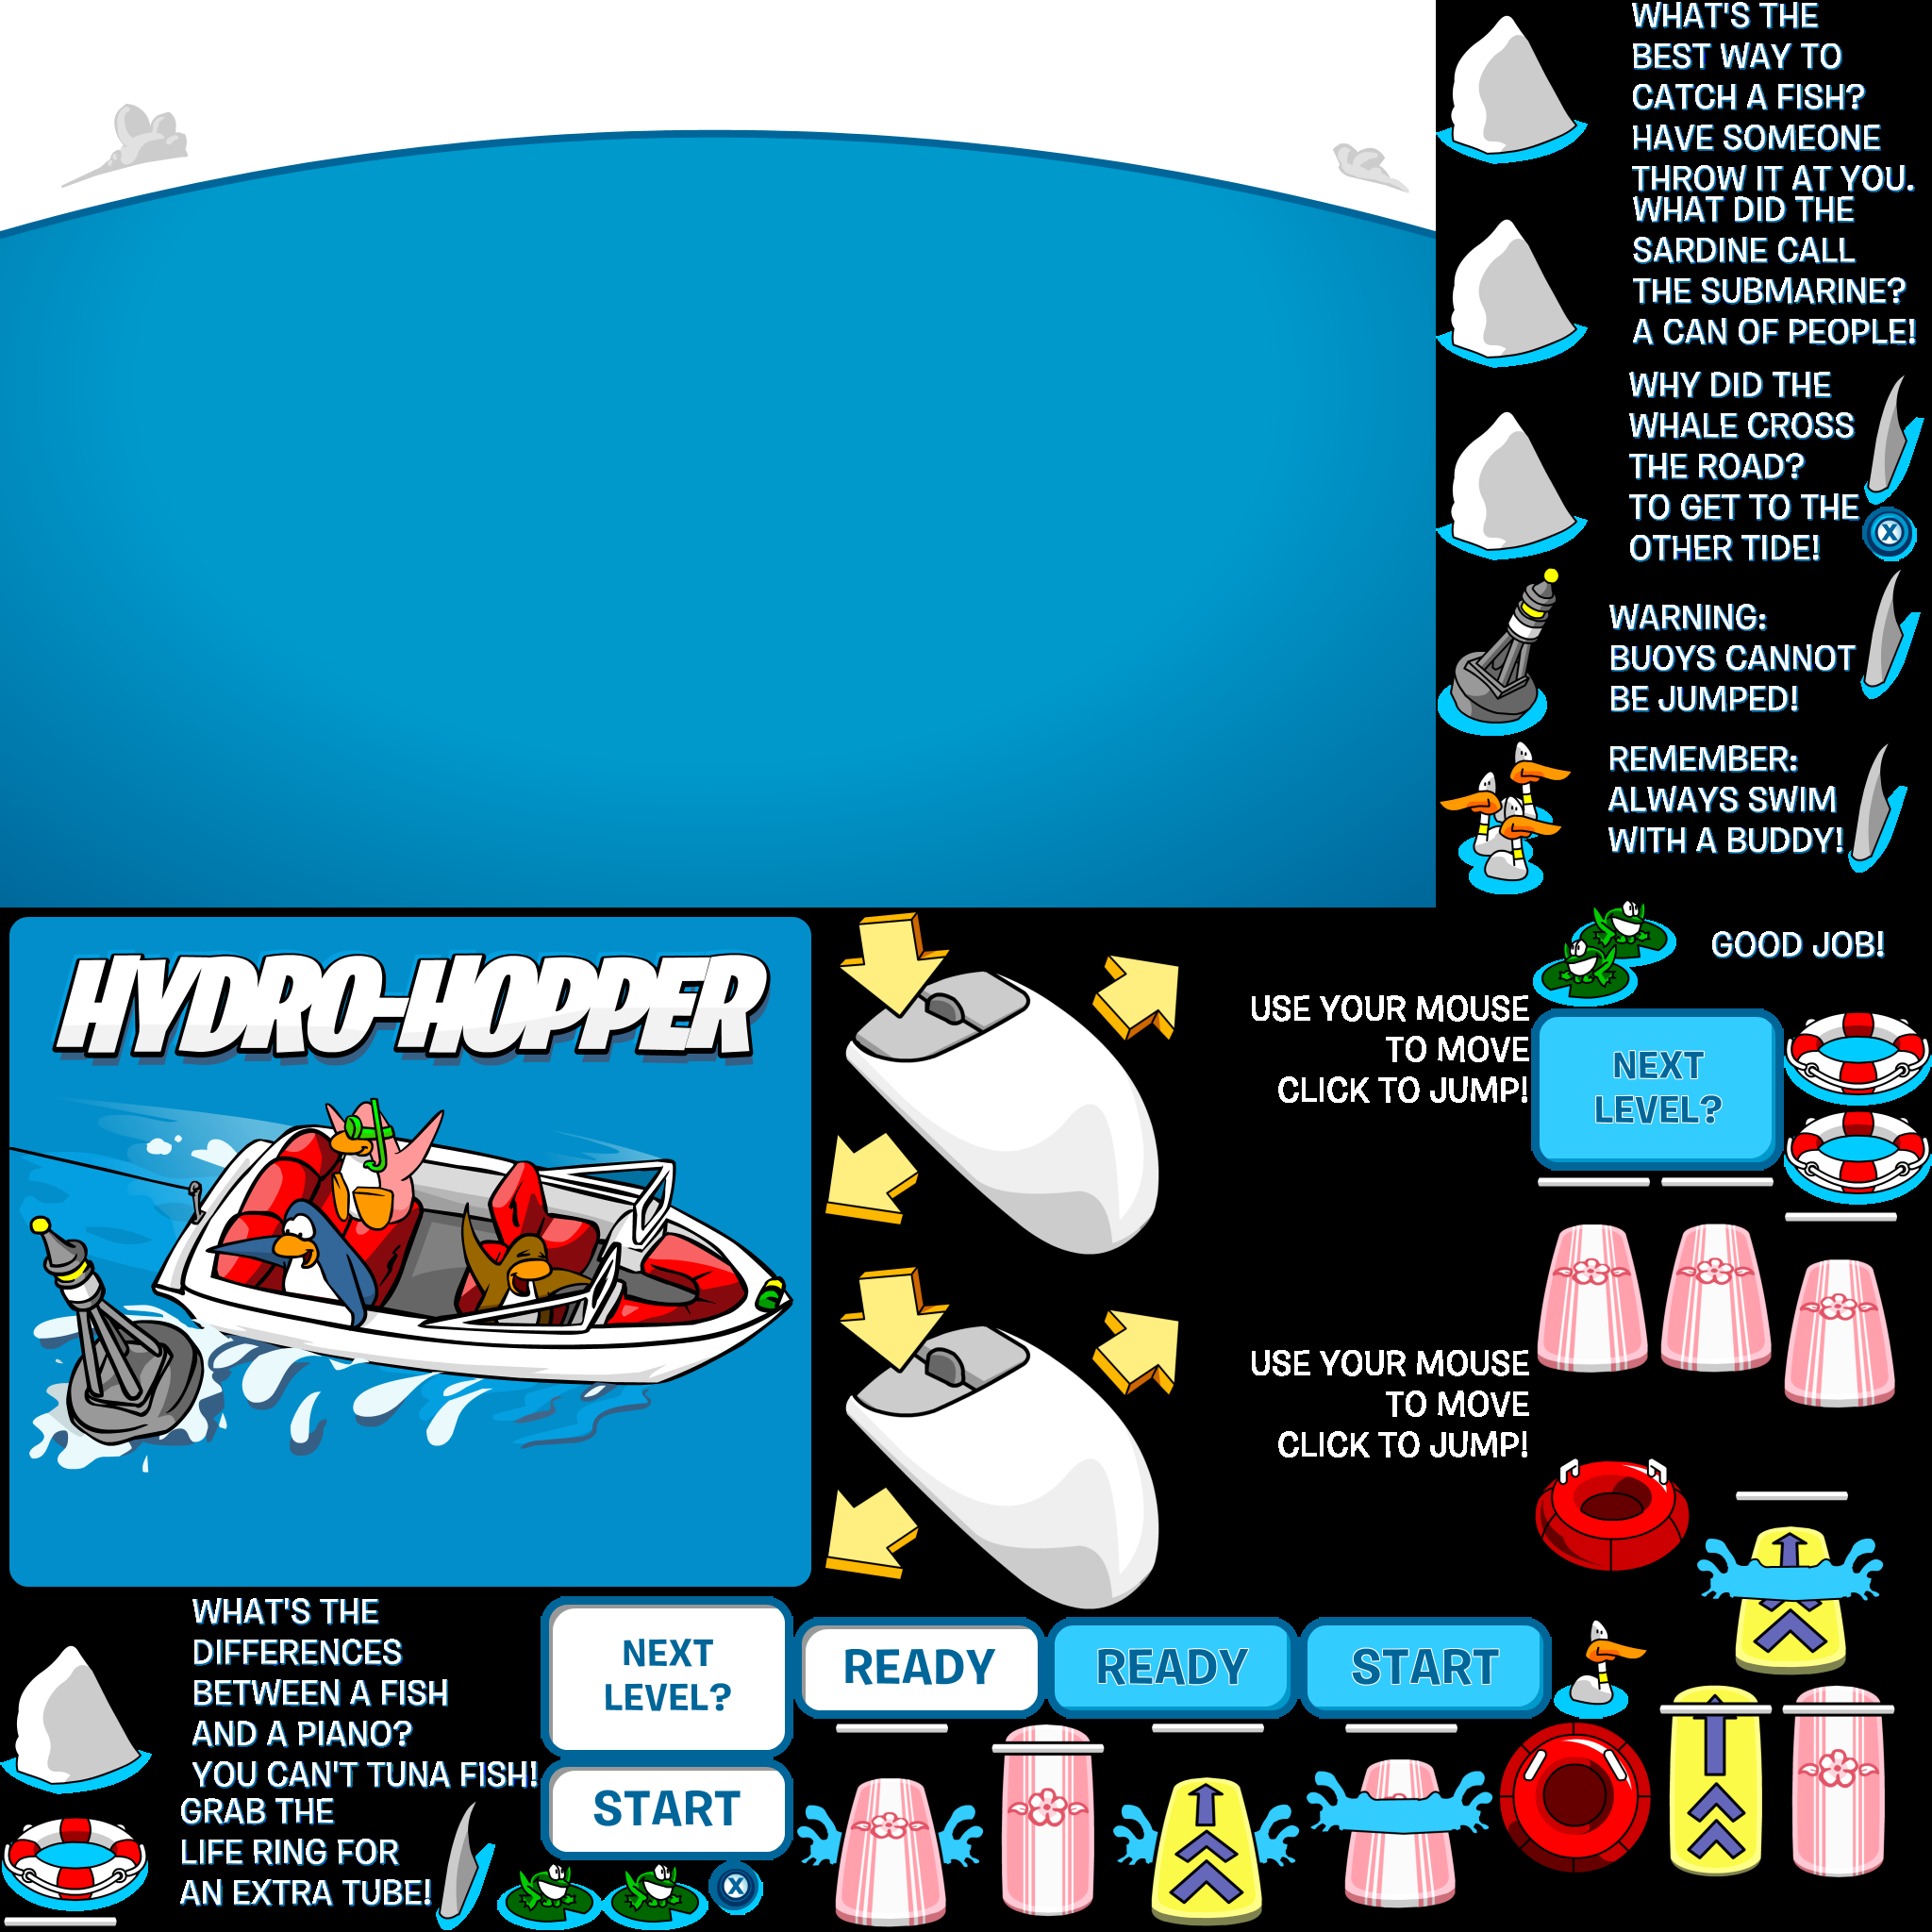 WHAT'S THE
BEST WAY TO
CATCH A FISH?
HAVE SOMEONE
THROW IT AT YOU.
WHAT DID THE
SARDINE CALL
THE SUBMARINE?
A CAN OF PEOPLE!
WHY DID THE
WHALE CROSS
THE ROAD?
TO GET TO THE
OTHER TIDE!
X
WARNING:
BUOYS CANNOT
BE JUMPED!
REMEMBER:
ALWAYS SWIM
WITH A BUDDY!
GOOD JOB!
HYDRO-HOPPER
USE YOUR MOUSE
TO MOVE
CLICK TO JUMP!
NEXT
LEVEL?
USE YOUR MOUSE
TO MOVE
CLICK TO JUMP!
WHAT'S THE
DIFFERENCES
BETWEEN A FISH
AND A PIANO?
YOU CAN'T TUNA FISH!
NEXT
LEVEL?
READY
READY
START
START
GRAB THE
LIFE RING FOR
AN EXTRA TUBE!
X